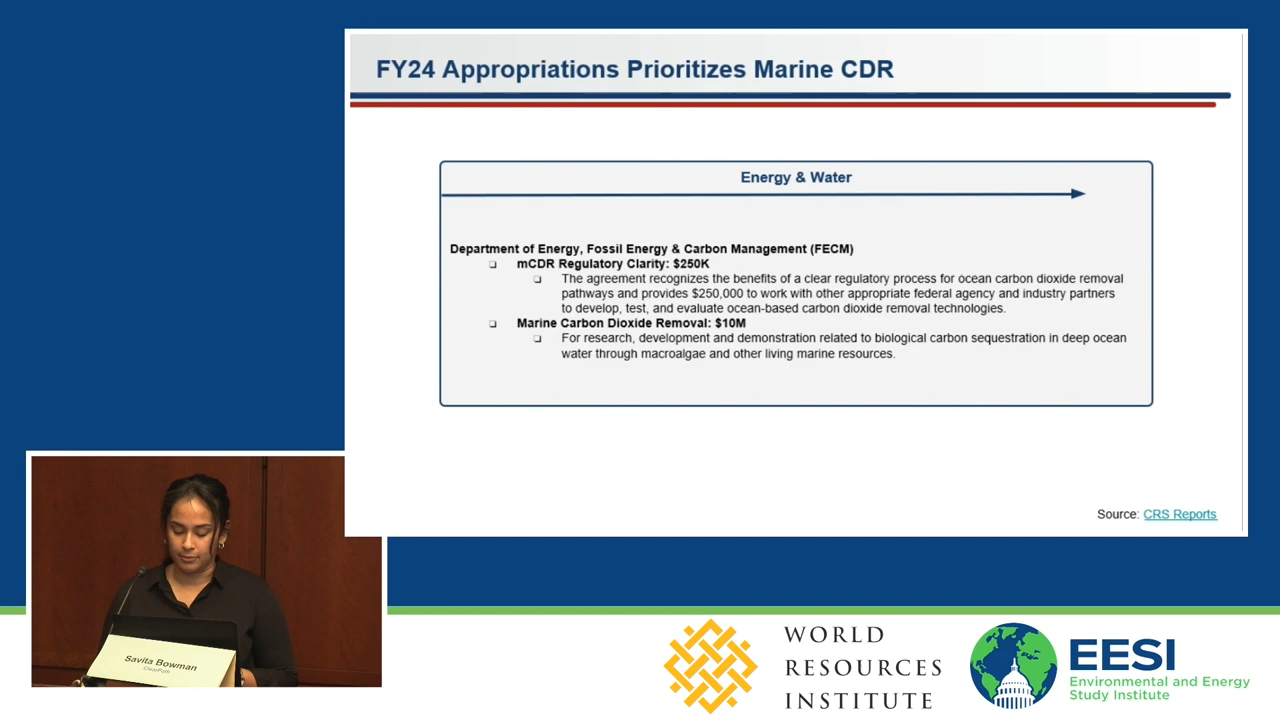 FY24 Appropriations Prioritizes Marine CDR
Energy & Water
Department of Energy, Fossil Energy & Carbon Management (FECM)
mCDR Regulatory Clarity: $250K
The agreement recognizes the benefits of a clear regulatory process for ocean carbon dioxide removal
pathways and provides $250,000 to work with other appropriate federal agency and industry partners
to develop, test, and evaluate ocean-based carbon dioxide removal technologies.
Marine Carbon Dioxide Removal: $10M
For research, development and demonstration related to biological carbon sequestration in deep ocean
water through macroalgae and other living marine resources.
Source: CRS Reports
Savita Bowman
ClearPath
WORLD
RESOURCES
INSTITUTE
EESI
Environmental and Energy
Study Institute